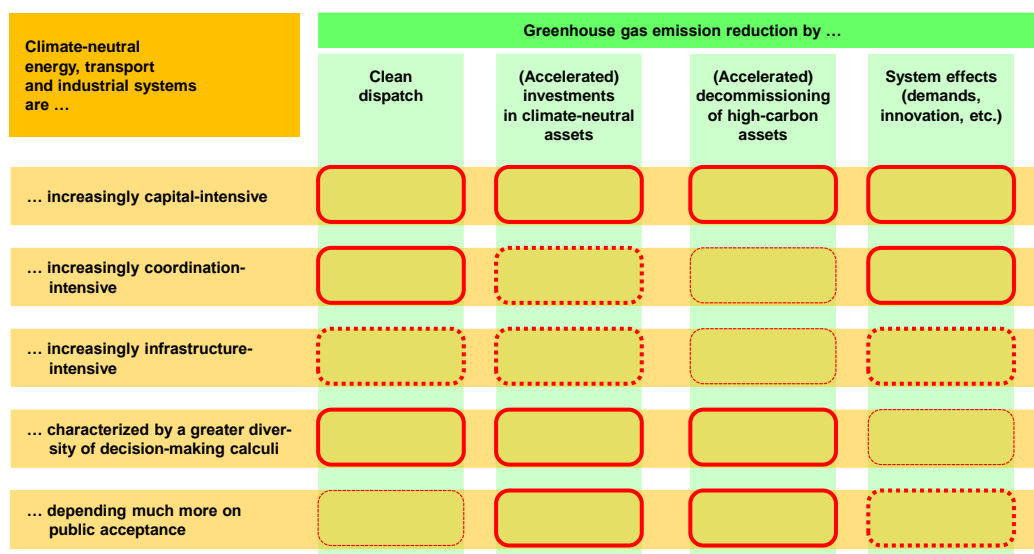 Climate-neutral
energy, transport
and industrial systems
are …
Greenhouse gas emission reduction by …
Clean
dispatch
(Accelerated)
investments
in climate-neutral
assets
(Accelerated)
decommissioning
of high-carbon
assets
System effects
(demands,
innovation, etc.)
… increasingly capital-intensive
… increasingly coordination-
intensive
… increasingly infrastructure-
intensive
… characterized by a greater diver-
sity of decision-making calculi
… depending much more on
public acceptance